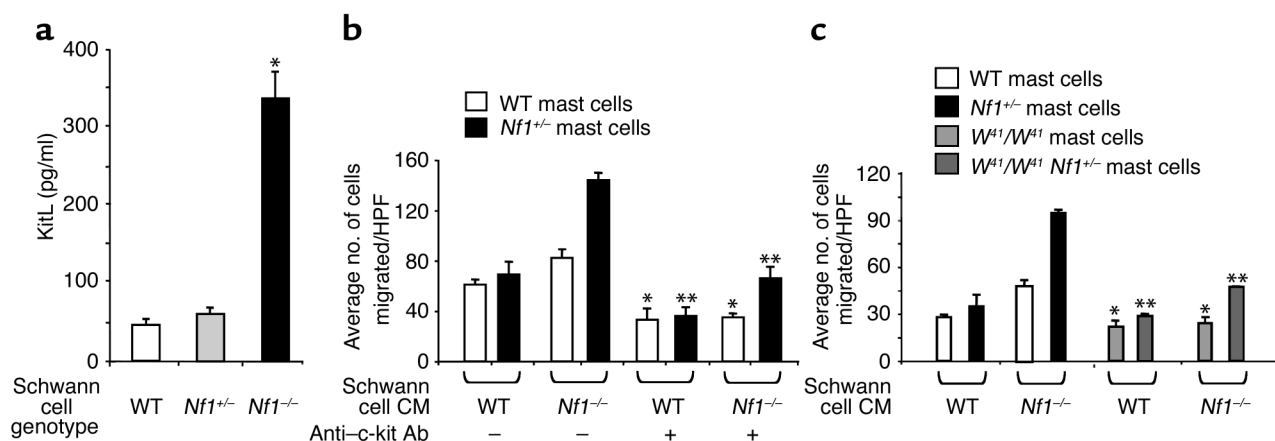 a
400
300
200
100
0
KitL (pg/ml)
*
Schwann
cell
genotype
WT Nf1+/– Nf1–/–
b
WT mast cells
Nf1+/– mast cells
160
120
80
40
0
Average no. of cells
migrated/HPF
* ** * **
Schwann
cell CM
WT Nf1–/– WT Nf1–/–
Anti–c-kit Ab – – + +
c
WT mast cells
Nf1+/– mast cells
W41/W41 mast cells
W41/W41 Nf1+/– mast cells
120
90
60
30
0
Average no. of cells
migrated/HPF
* ** * **
Schwann
cell CM
WT Nf1–/– WT Nf1–/–